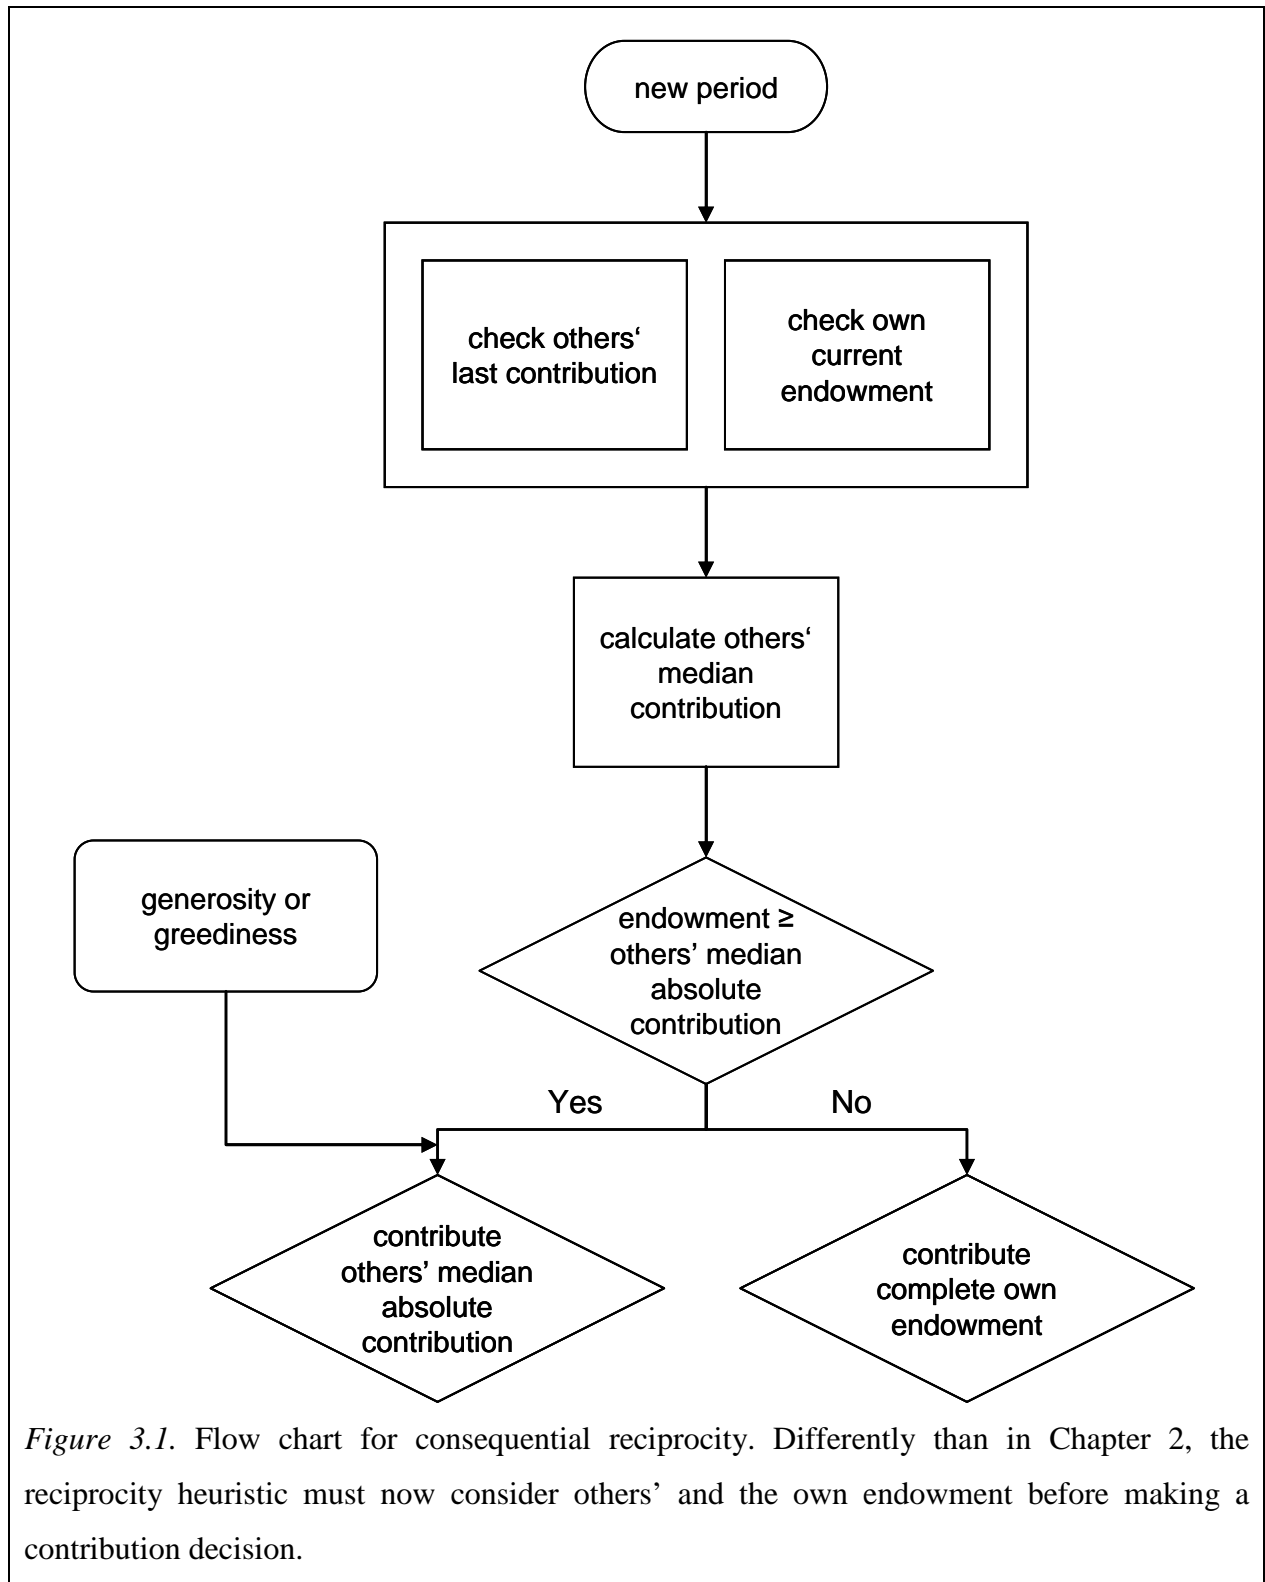 new period
check others‘
last contribution
check own
current
endowment
calculate others‘
median
contribution
generosity or
greediness
endowment ≥
others’ median
absolute
contribution
Yes
No
contribute
others’ median
absolute
contribution
contribute
complete own
endowment
Figure 3.1. Flow chart for consequential reciprocity. Differently than in Chapter 2, the
reciprocity heuristic must now consider others’ and the own endowment before making a
contribution decision.